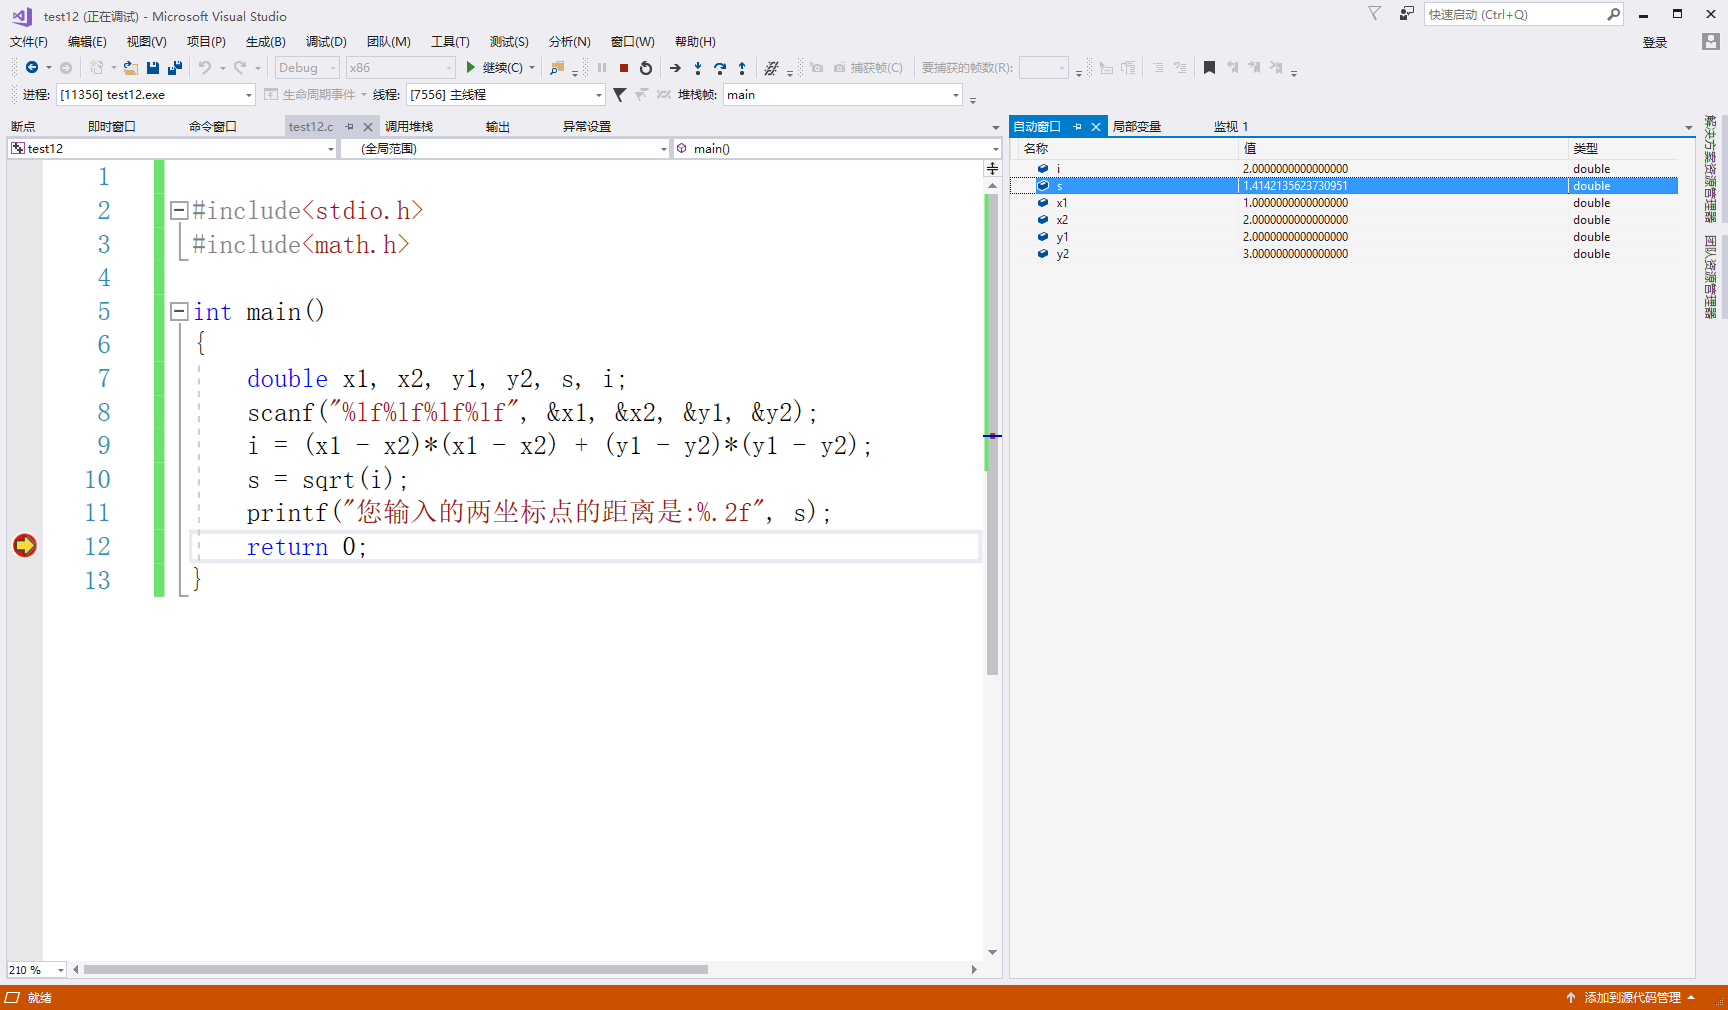 test12 (正在调试) - Microsoft Visual Studio
快速启动 (Ctrl+Q)
文件(F) 编辑(E) 视图(V) 项目(P) 生成(B) 调试(D) 团队(M) 工具(T) 测试(S) 分析(N) 窗口(W) 帮助(H) 登录
Debug x86 继续(C) 捕获帧(C) 要捕获的帧数(R):
进程: [11356] test12.exe 生命周期事件 线程: [7556] 主线程 堆栈帧: main
断点 即时窗口 命令窗口 test12.c 调用堆栈 输出 异常设置
test12 (全局范围) main()
1
2 #include<stdio.h>
3 #include<math.h>
4
5 int main()
6 {
7 double x1, x2, y1, y2, s, i;
8 scanf("%lf%lf%lf%lf", &x1, &x2, &y1, &y2);
9 i = (x1 - x2)*(x1 - x2) + (y1 - y2)*(y1 - y2);
10 s = sqrt(i);
11 printf("您输入的两坐标点的距离是:%.2f", s);
12 return 0;
13 }
210 %
自动窗口 局部变量 监视 1
名称 值 类型
i 2.0000000000000000 double
s 1.4142135623730951 double
x1 1.0000000000000000 double
x2 2.0000000000000000 double
y1 2.0000000000000000 double
y2 3.0000000000000000 double
解决方案资源管理器
团队资源管理器
就绪 添加到源代码管理